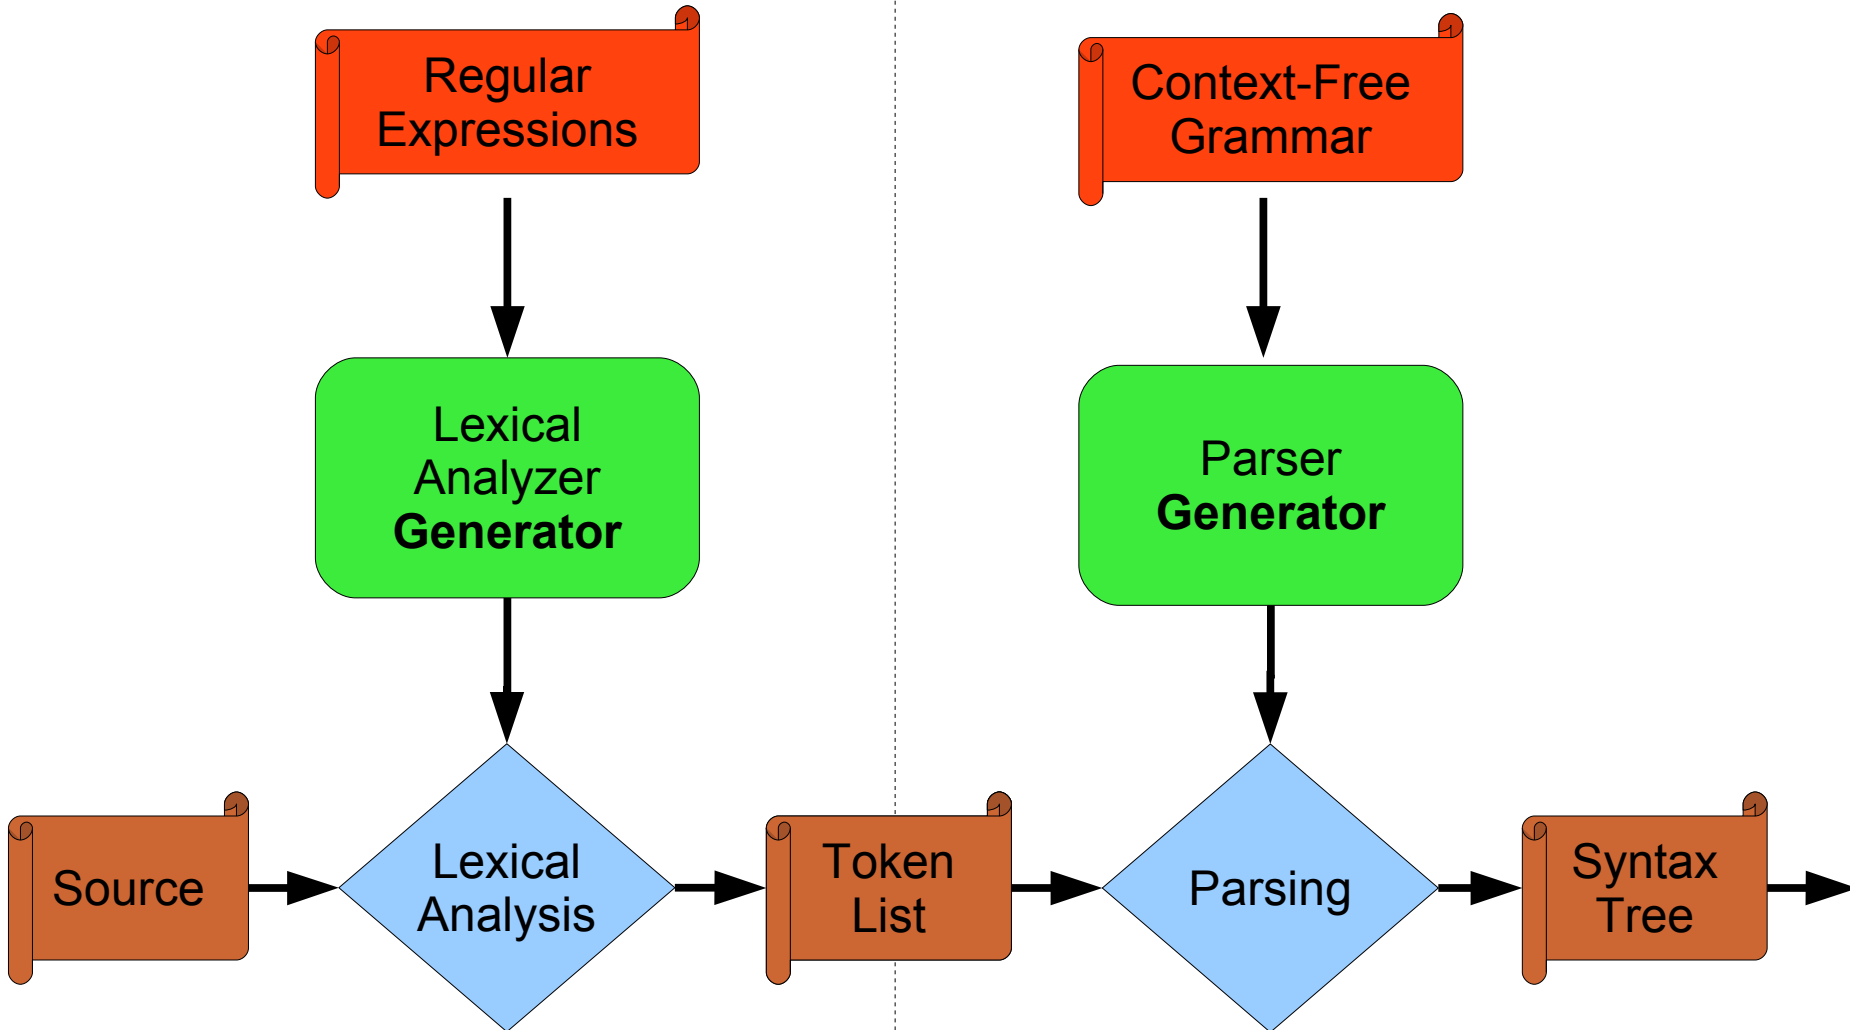 Regular
Expressions
Context-Free
Grammar
Lexical
Analyzer
Generator
Parser
Generator
Source
Lexical
Analysis
Token
List
Parsing
Syntax
Tree